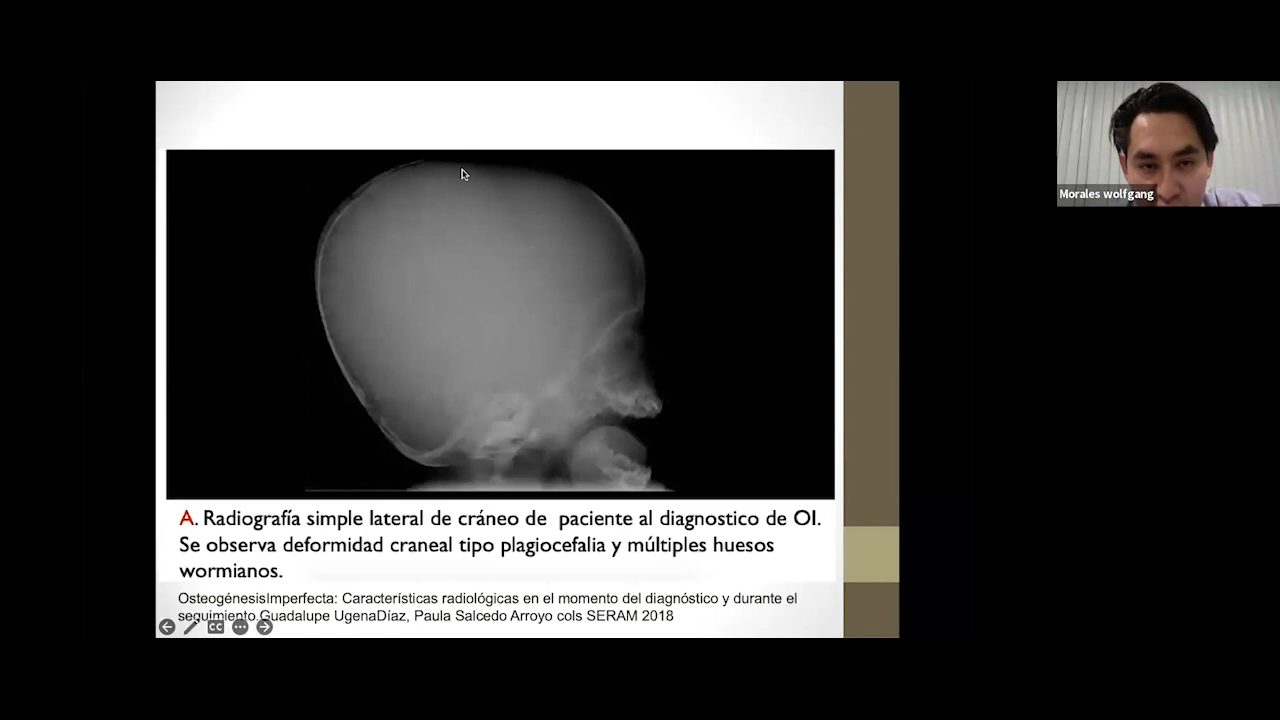 Morales wolfgang
A. Radiografía simple lateral de cráneo de paciente al diagnostico de OI.
Se observa deformidad craneal tipo plagiocefalia y múltiples huesos
wormianos.
OsteogénesisImperfecta: Características radiológicas en el momento del diagnóstico y durante el
seguimiento.Guadalupe UgenaDíaz, Paula Salcedo Arroyo cols SERAM 2018
CC